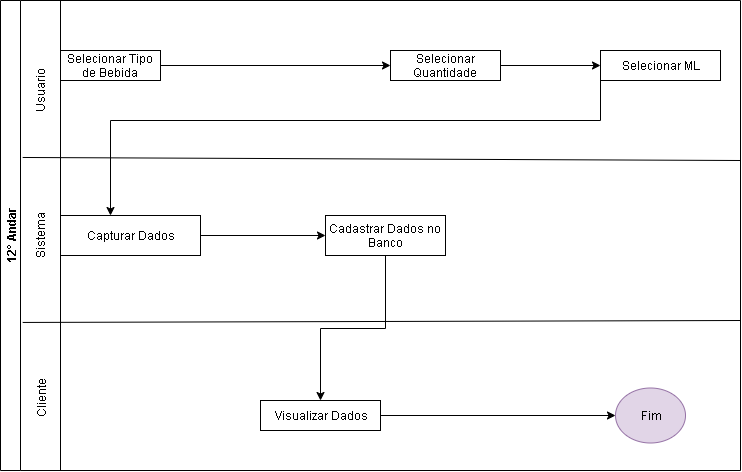 12° Andar
Usuario
Selecionar Tipo
de Bebida
Selecionar
Quantidade
Selecionar ML
Sistema
Capturar Dados
Cadastrar Dados no
Banco
Cliente
Visualizar Dados
Fim